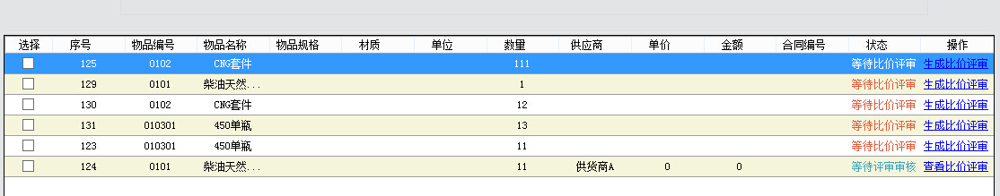 选择 序号 物品编号 物品名称 物品规格 材质 单位 数量 供应商 单价 金额 合同编号 状态 操作
125 0102 CNG套件 111 等待比价评审 生成比价评审
129 0101 柴油天然... 1 等待比价评审 生成比价评审
130 0102 CNG套件 12 等待比价评审 生成比价评审
131 010301 450单瓶 13 等待比价评审 生成比价评审
123 010301 450单瓶 11 等待比价评审 生成比价评审
124 0101 柴油天然... 11 供货商A 0 0 等待评审审核 查看比价评审